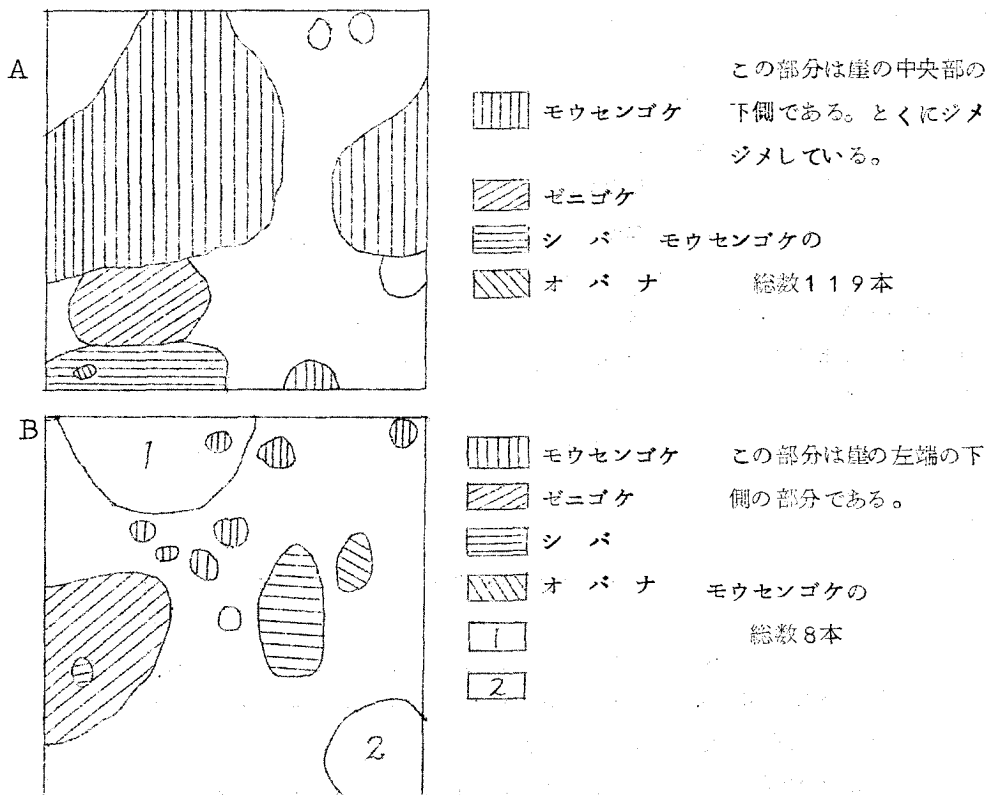 A
モウセンゴケ
ゼニゴケ
シバ
オバナ
この部分は崖の中央部の
下側である。とくにジメ
ジメしている。
モウセンゴケの
総数119本
B
1
2
モウセンゴケ
ゼニゴケ
シバ
オバナ
1
2
この部分は崖の左端の下
側の部分である。
モウセンゴケの
総数8本